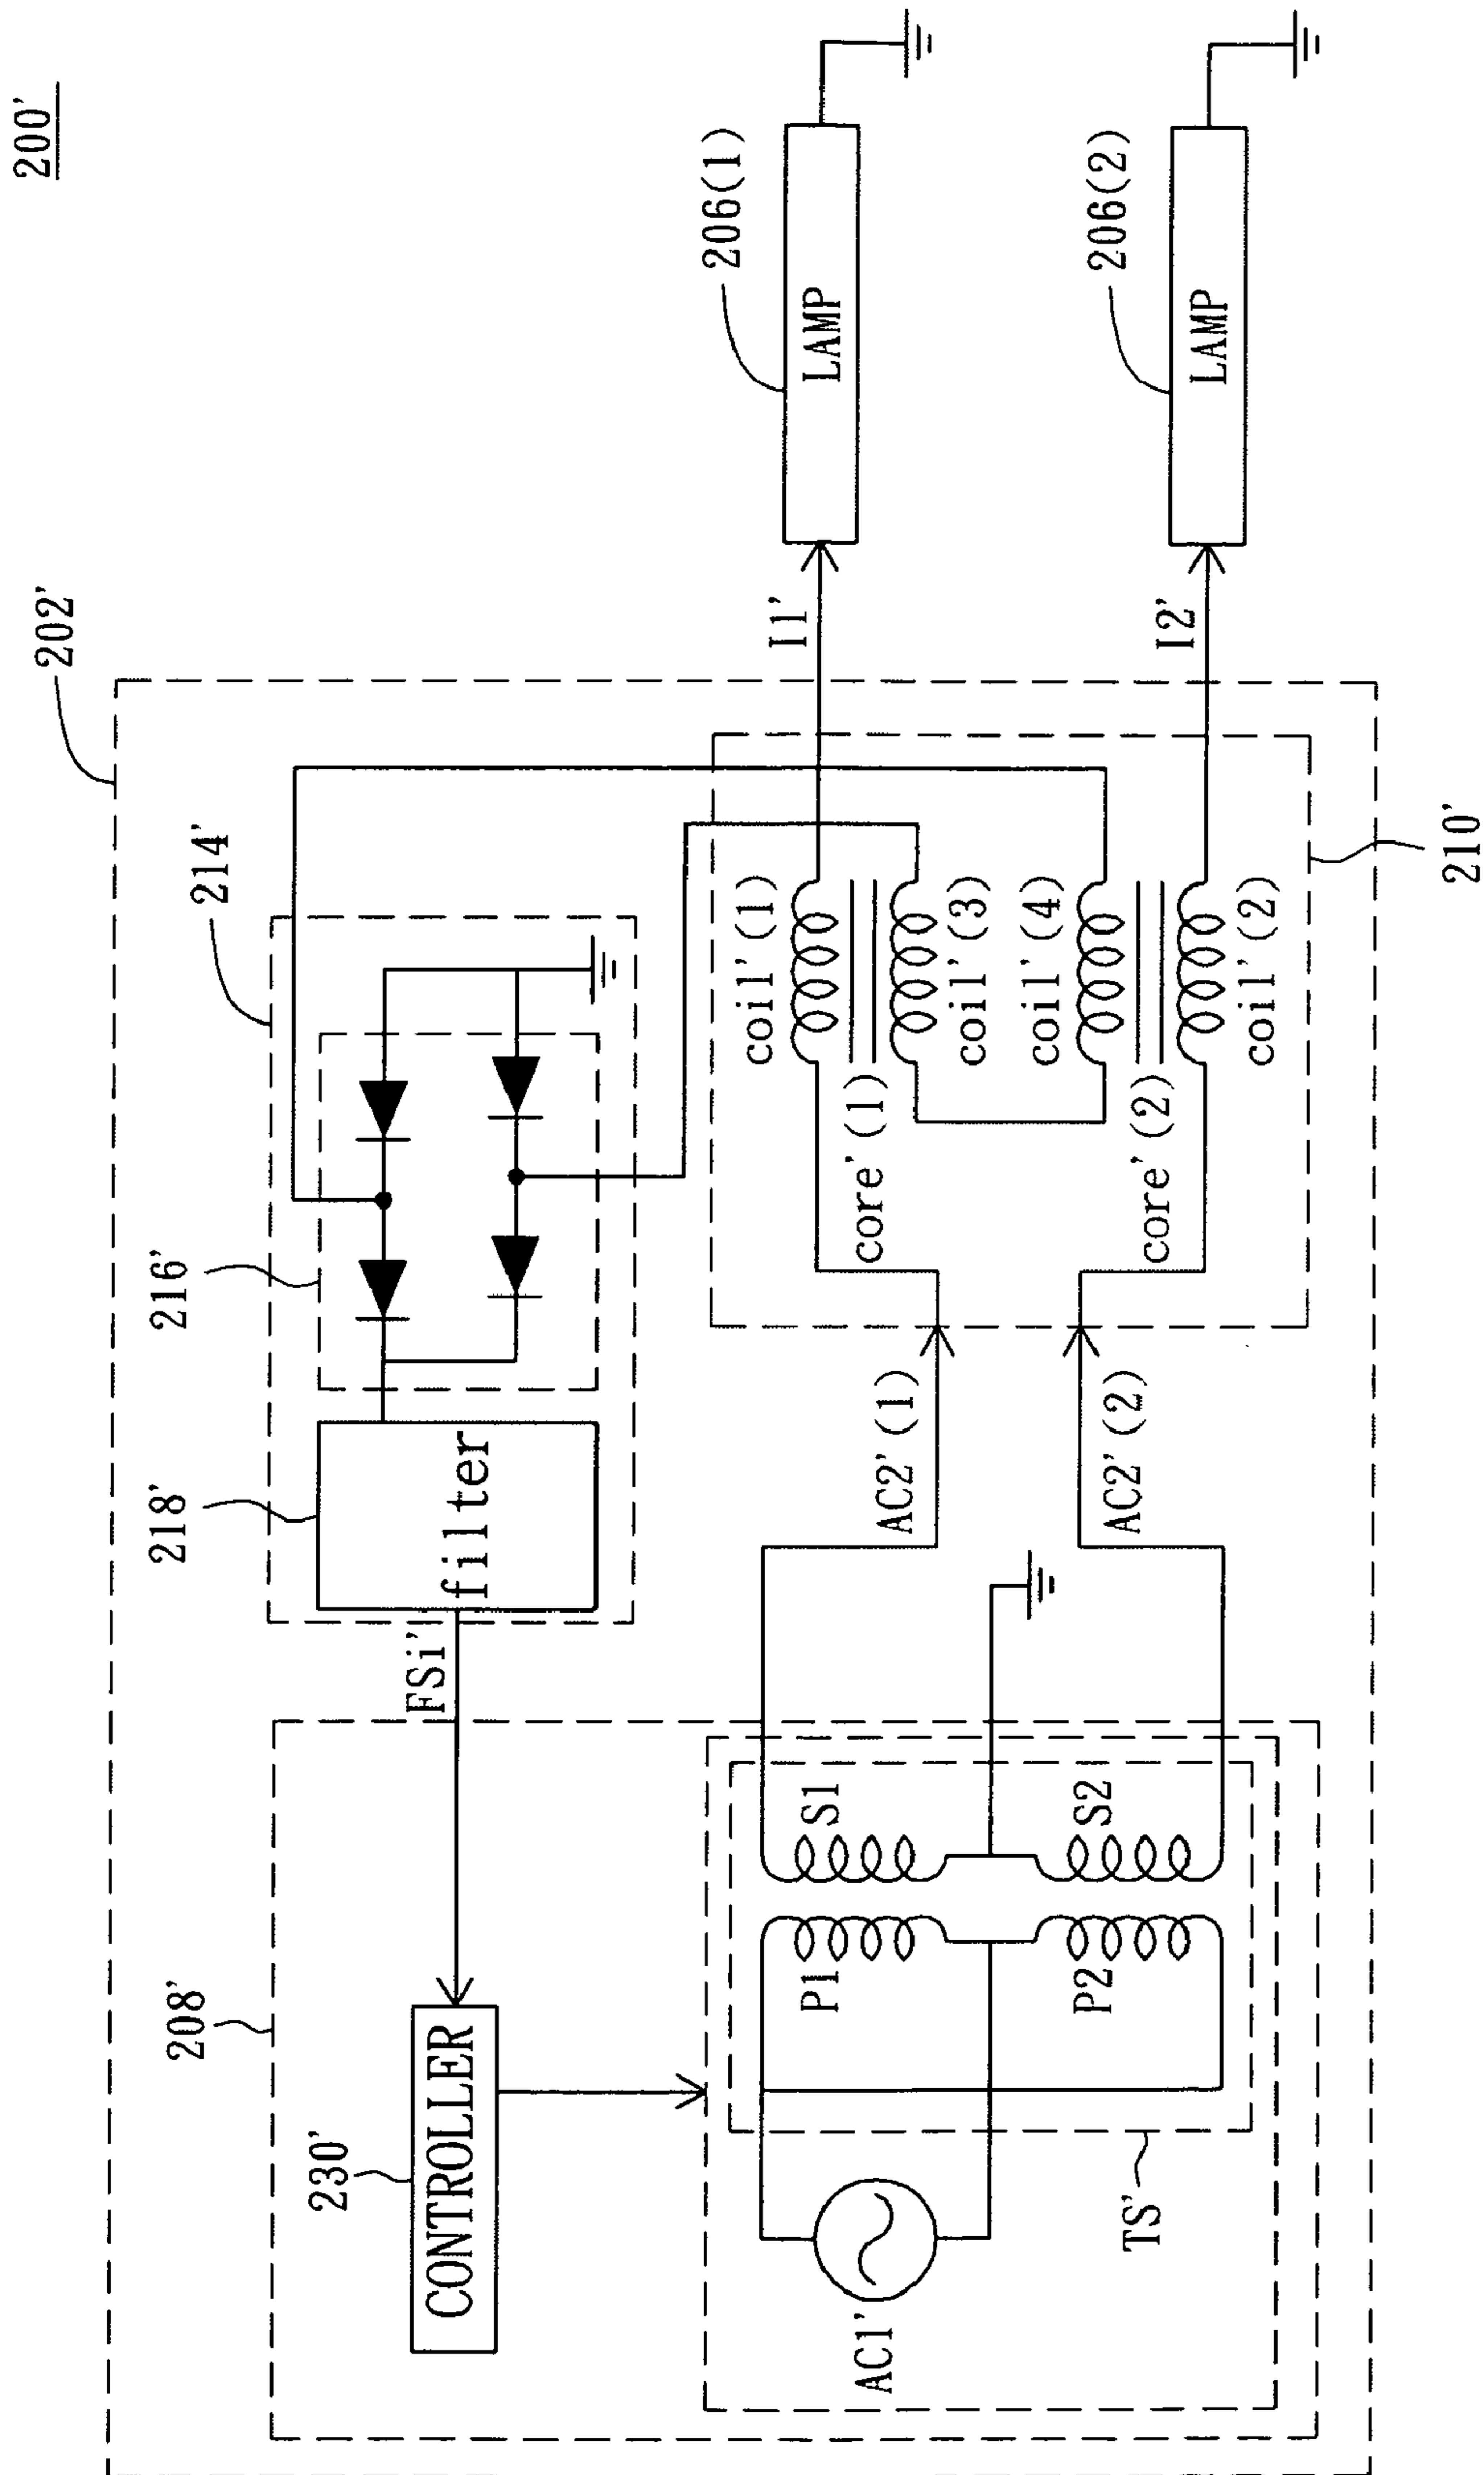 200'
202'
214'
216'
218'
filter
FSi'
208'
230'
CONTROLLER
206(1)
LAMP
206(2)
LAMP
I1'
I2'
210'
coil'(1)
core'(1)
coil'(3)
coil'(4)
core'(2)
coil'(2)
AC2'(1)
AC2'(2)
S1
S2
P1
P2
AC1'
TS'